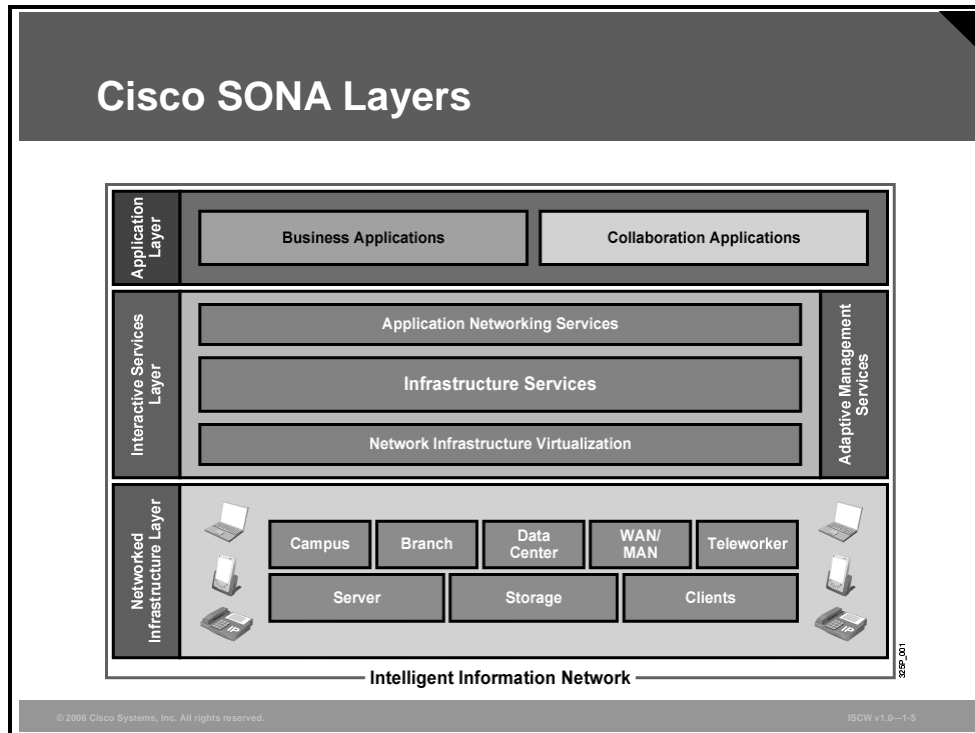 Cisco SONA Layers
Application
Layer
Business Applications
Collaboration Applications
Interactive Services
Layer
Application Networking Services
Infrastructure Services
Network Infrastructure Virtualization
Adaptive Management
Services
Networked
Infrastructure Layer
Campus
Branch
Data
Center
WAN/
MAN
Teleworker
Server
Storage
Clients
IP
IP
325P_001
Intelligent Information Network
© 2006 Cisco Systems, Inc. All rights reserved.
ISCW v1.0—1-5